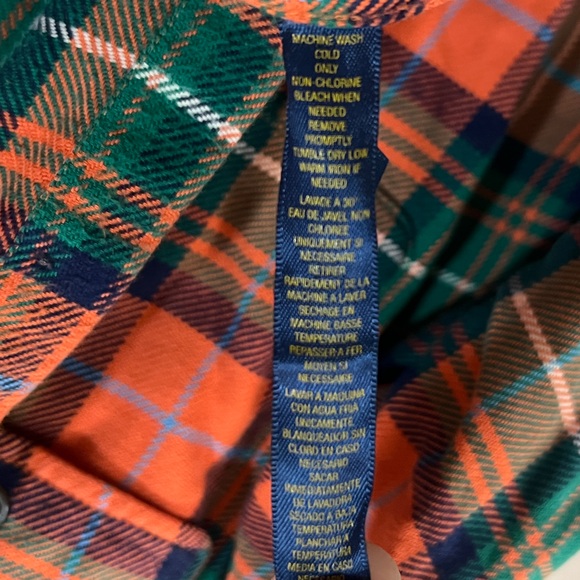 MACHINE WASH
COLD
ONLY
NON-CHLORINE
BLEACH WHEN
NEEDED
REMOVE
PROMPTLY
TUMBLE DRY LOW
WARM IRON IF
NEEDED
LAVAGE A 30°
EAU DE JAVEL NON
CHLOREE
UNIQUEMENT SI
NECESSAIRE
RETIRER
RAPIDEMENT DE LA
MACHINE A LAVER
SECHAGE EN
MACHINE BASSE
TEMPERATURE
REPASSER A FER
MOYEN SI
NECESSAIRE
LAVAR A MAQUINA
CON AGUA FRIA
UNICAMENTE
BLANQUEADOR SIN
CLORO EN CASO
NECESARIO
SACAR
INMEDIATAMENTE
DE LAVADORA
SECADO A BAJA
TEMPERATURA
PLANCHAR A
TEMPERATURA
MEDIA EN CASO
NECESARIO